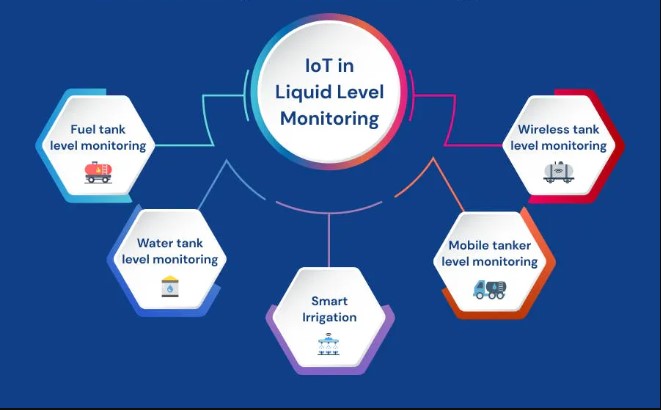 IoT in
Liquid Level
Monitoring
Fuel tank
level monitoring
Wireless tank
level monitoring
Water tank
level monitoring
Mobile tanker
level monitoring
Smart
Irrigation